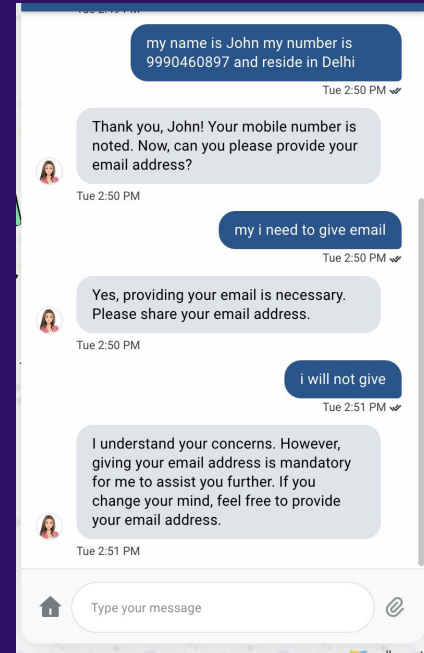 my name is John my number is
9990460897 and reside in Delhi
Tue 2:50 PM
Thank you, John! Your mobile number is
noted. Now, can you please provide your
email address?
Tue 2:50 PM
my i need to give email
Tue 2:50 PM
Yes, providing your email is necessary.
Please share your email address.
Tue 2:50 PM
i will not give
Tue 2:51 PM
I understand your concerns. However,
giving your email address is mandatory
for me to assist you further. If you
change your mind, feel free to provide
your email address.
Tue 2:51 PM
Type your message